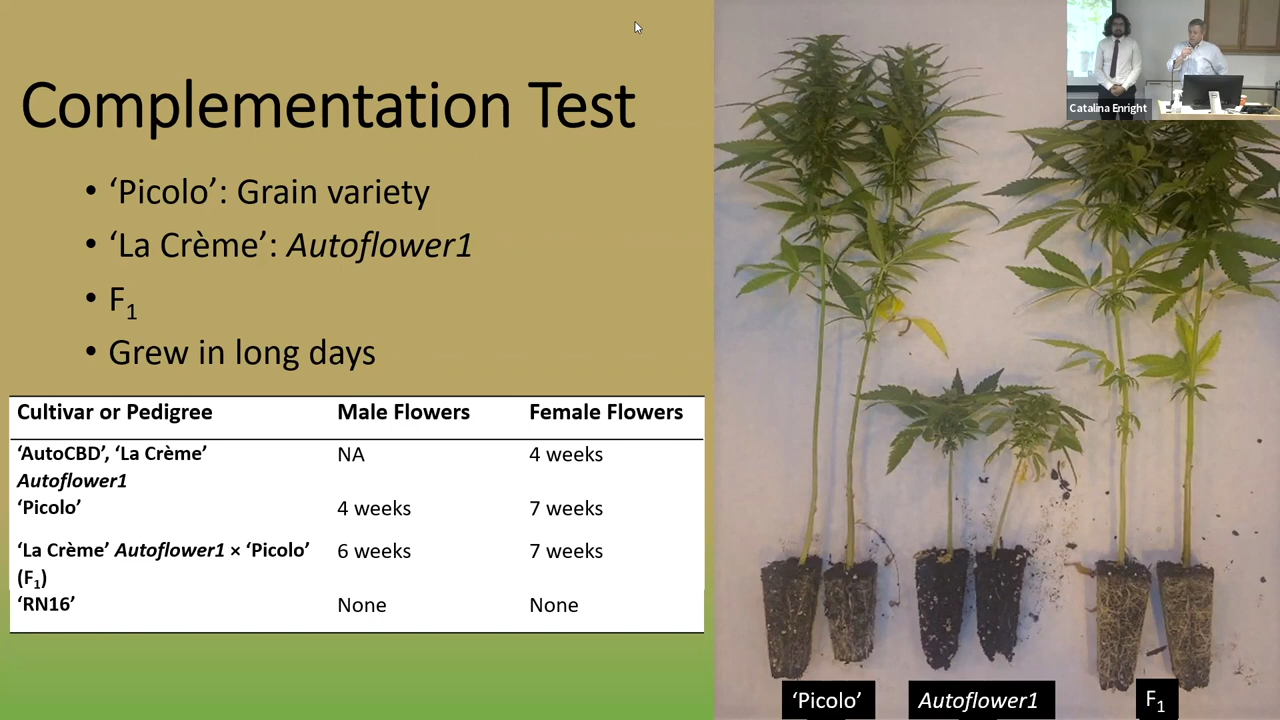 Complementation Test
• ‘Picolo’: Grain variety
• ‘La Crème’: Autoflower1
• F1
• Grew in long days
Cultivar or Pedigree Male Flowers Female Flowers
‘AutoCBD’, ‘La Crème’ NA 4 weeks
Autoflower1
‘Picolo’ 4 weeks 7 weeks
‘La Crème’ Autoflower1 × ‘Picolo’ 6 weeks 7 weeks
(F1)
‘RN16’ None None
Catalina Enright
‘Picolo’ Autoflower1 F1